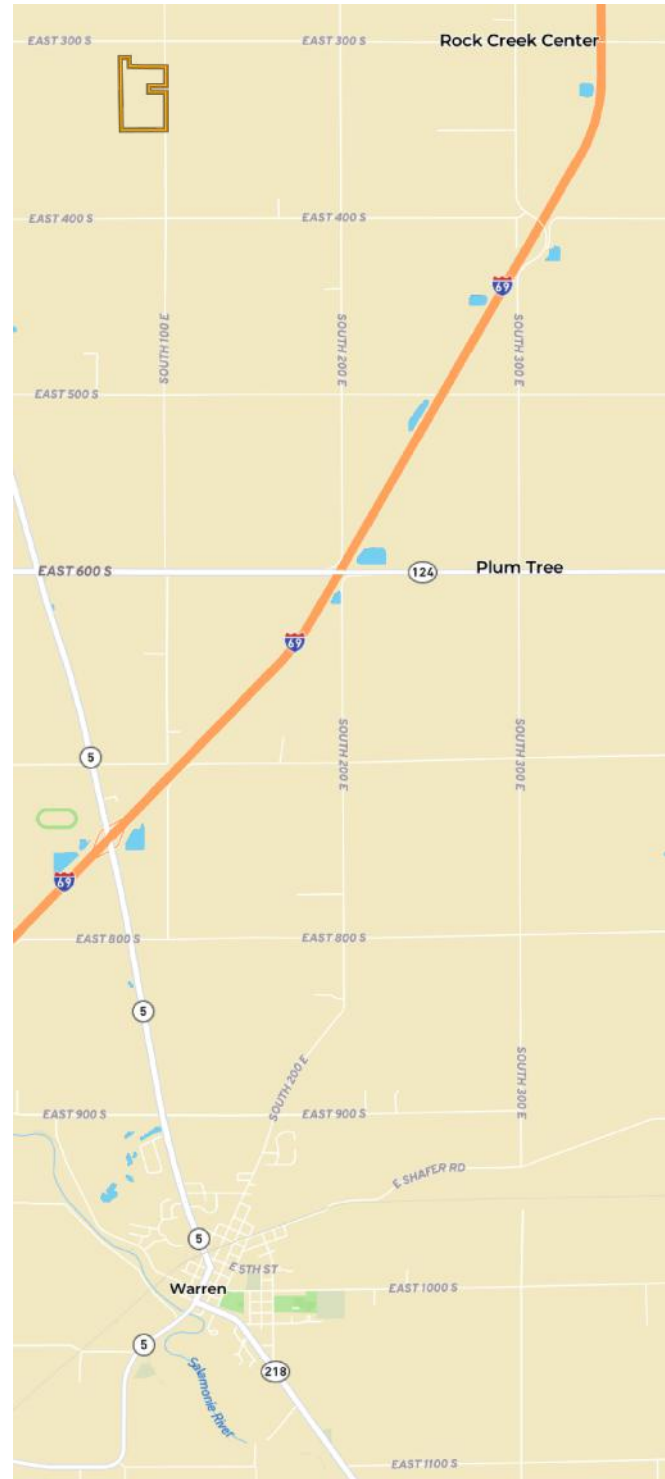 EAST 300 S
EAST 300 S
Rock Creek Center
EAST 400 S
EAST 400 S
69
SOUTH 100 E
SOUTH 200 E
SOUTH 300 E
EAST 500 S
EAST 500 S
EAST 600 S
124
Plum Tree
69
5
SOUTH 200 E
SOUTH 300 E
69
EAST 800 S
EAST 800 S
5
SOUTH 200 E
SOUTH 300 E
EAST 900 S
EAST 900 S
E SHAFER RD
5
E 5TH ST
Warren
EAST 1000 S
5
218
Salamonie River
EAST 1100 S